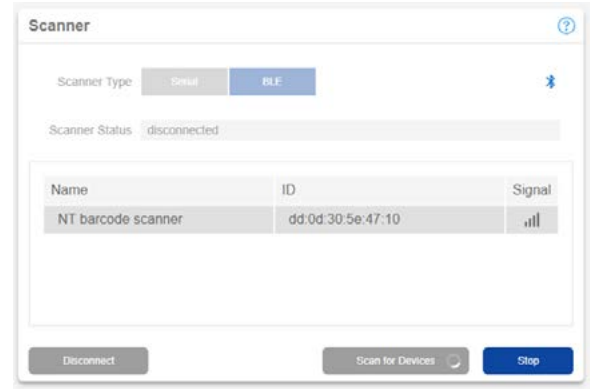 Scanner
Scanner Type Serial BLE
Scanner Status disconnected
Name ID Signal
NT barcode scanner dd:0d:30:5e:47:10
Disconnect Scan for Devices Stop